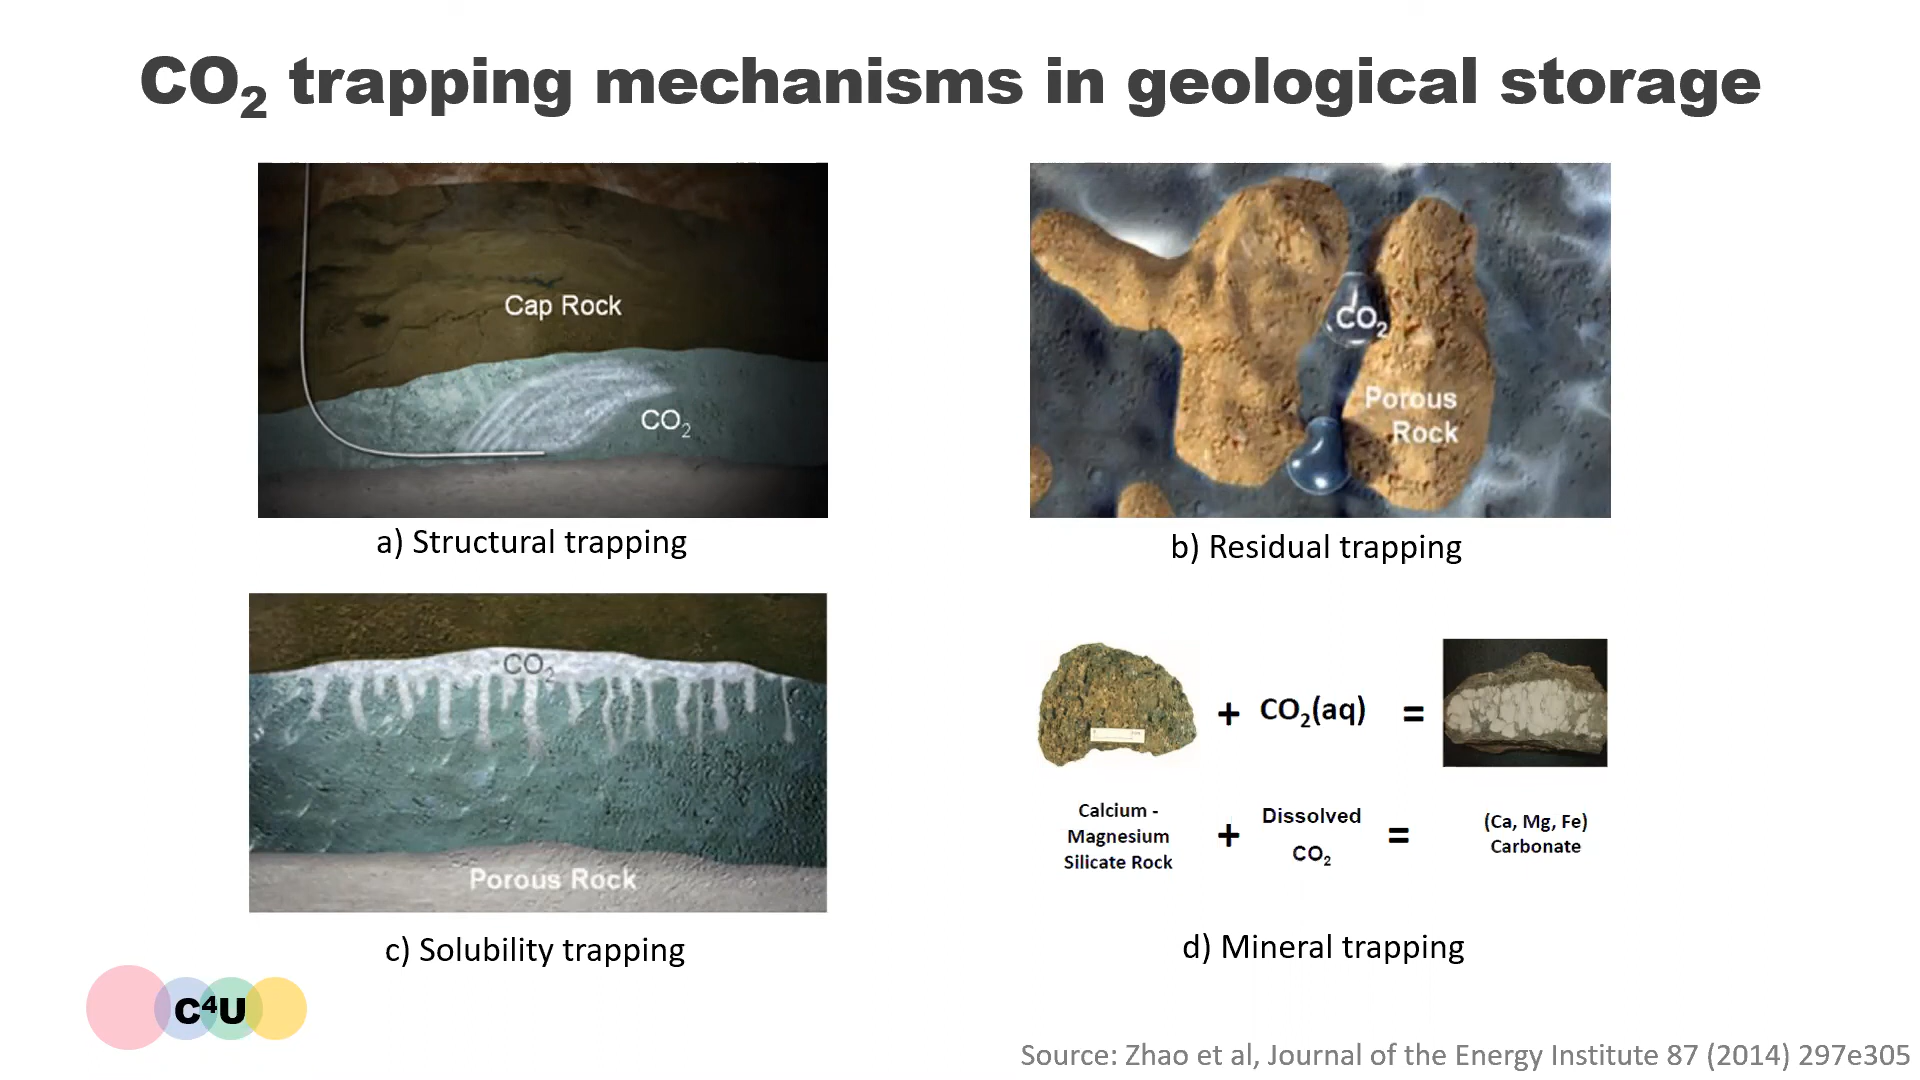 CO₂ trapping mechanisms in geological storage
Cap Rock
CO₂
a) Structural trapping
CO₂
Porous
Rock
b) Residual trapping
CO₂
Porous Rock
c) Solubility trapping
+ CO₂(aq) =
Calcium -
Magnesium
Silicate Rock
+
Dissolved
CO₂
=
(Ca, Mg, Fe)
Carbonate
d) Mineral trapping
C⁴U
Source: Zhao et al, Journal of the Energy Institute 87 (2014) 297e305